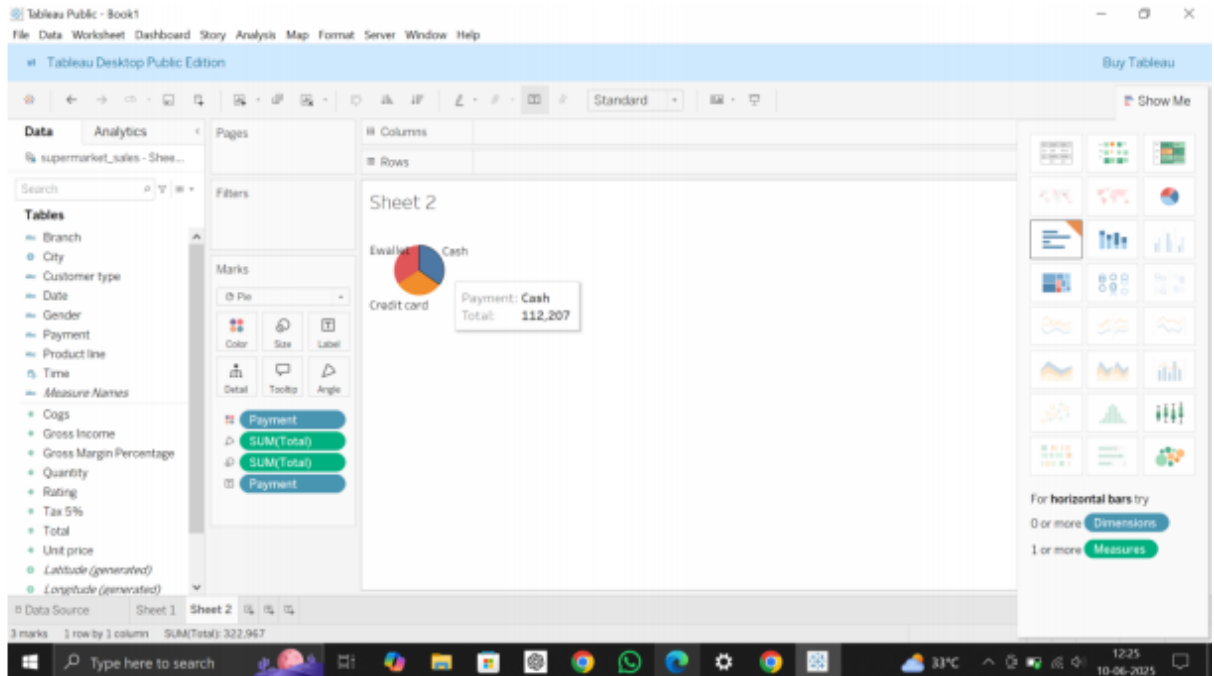 Tableau Public - Book1
File Data Worksheet Dashboard Story Analysis Map Format Server Window Help
Tableau Desktop Public Edition
Buy Tableau
Standard
Show Me
Data Analytics
Pages
Columns
supermarket_sales - Shee...
Rows
Search
Filters
Sheet 2
Tables
Branch
City
Customer type
Date
Gender
Payment
Product line
Time
Measure Names
Cogs
Gross Income
Gross Margin Percentage
Quantity
Rating
Tax 5%
Total
Unit price
Latitude (generated)
Longitude (generated)
Marks
Pie
Color Size Label
Detail Tooltip Angle
Payment
SUM(Total)
SUM(Total)
Payment
Ewallet Cash
Credit card
Payment: Cash
Total: 112,207
For horizontal bars try
0 or more Dimensions
1 or more Measures
Data Source Sheet 1 Sheet 2
3 marks 1 row by 1 column SUM(Total): 322,967
Type here to search
33°C
12:25
10-06-2025